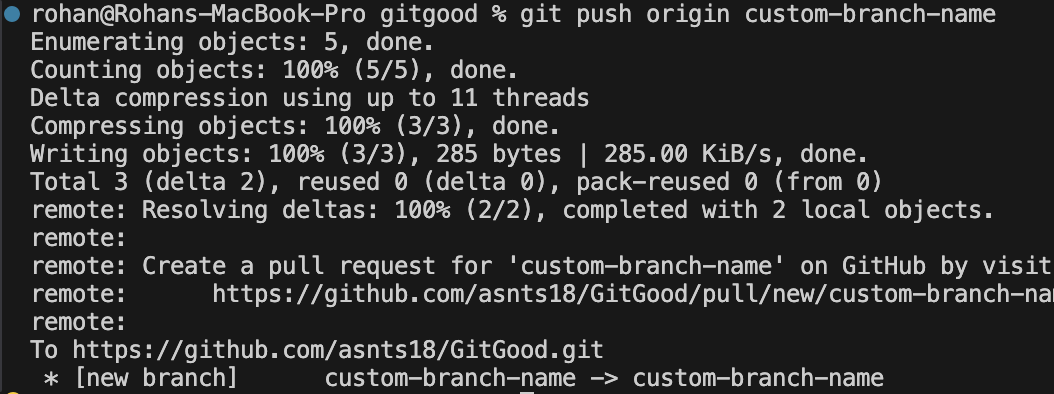 rohan@Rohans-MacBook-Pro gitgood % git push origin custom-branch-name
Enumerating objects: 5, done.
Counting objects: 100% (5/5), done.
Delta compression using up to 11 threads
Compressing objects: 100% (3/3), done.
Writing objects: 100% (3/3), 285 bytes | 285.00 KiB/s, done.
Total 3 (delta 2), reused 0 (delta 0), pack-reused 0 (from 0)
remote: Resolving deltas: 100% (2/2), completed with 2 local objects.
remote:
remote: Create a pull request for 'custom-branch-name' on GitHub by visit
remote:      https://github.com/asnts18/GitGood/pull/new/custom-branch-na
remote:
To https://github.com/asnts18/GitGood.git
 * [new branch]      custom-branch-name -> custom-branch-name